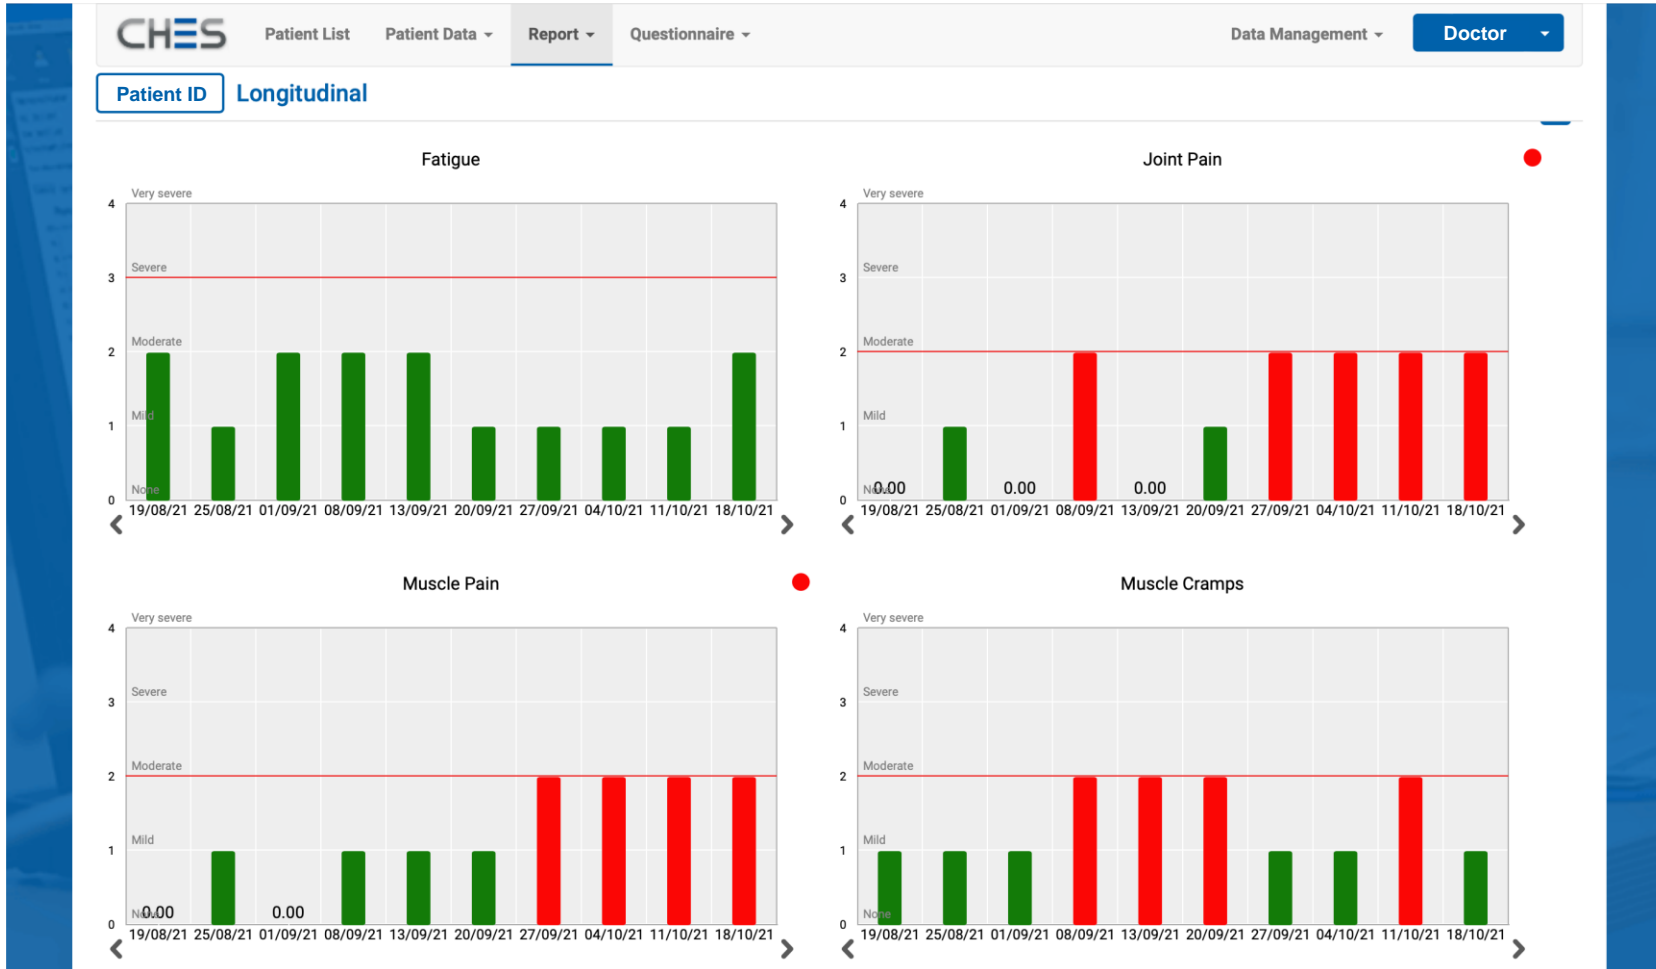 CHES Patient List Patient Data Report Questionnaire Data Management Doctor
Patient ID Longitudinal
Fatigue
Very severe
4
Severe
3
Moderate
2
Mild
1
None
0
19/08/21 25/08/21 01/09/21 08/09/21 13/09/21 20/09/21 27/09/21 04/10/21 11/10/21 18/10/21
Joint Pain
Very severe
4
Severe
3
Moderate
2
Mild
1
None 0.00 0.00 0.00
0
19/08/21 25/08/21 01/09/21 08/09/21 13/09/21 20/09/21 27/09/21 04/10/21 11/10/21 18/10/21
Muscle Pain
Very severe
4
Severe
3
Moderate
2
Mild
1
None 0.00 0.00
0
19/08/21 25/08/21 01/09/21 08/09/21 13/09/21 20/09/21 27/09/21 04/10/21 11/10/21 18/10/21
Muscle Cramps
Very severe
4
Severe
3
Moderate
2
Mild
1
None
0
19/08/21 25/08/21 01/09/21 08/09/21 13/09/21 20/09/21 27/09/21 04/10/21 11/10/21 18/10/21